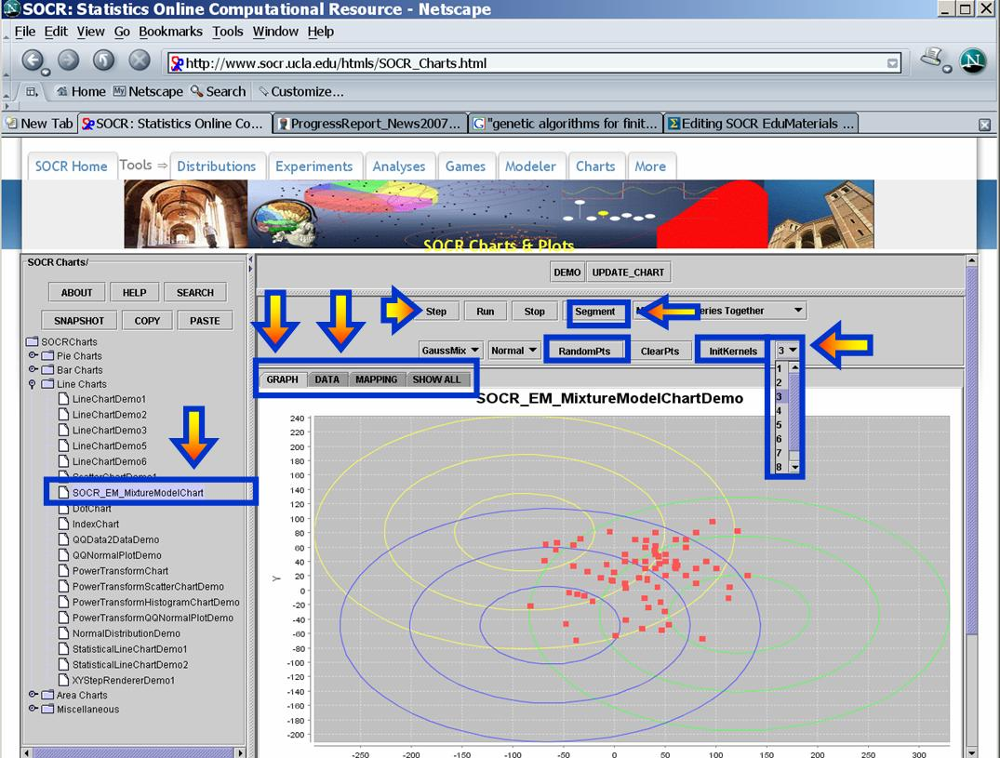 SOCR: Statistics Online Computational Resource - Netscape
File Edit View Go Bookmarks Tools Window Help
http://www.socr.ucla.edu/htmls/SOCR_Charts.html
Home Netscape Search Customize...
New Tab SOCR: Statistics Online Co... ProgressReport_News2007... "genetic algorithms for finit... Editing SOCR EduMaterials ...
SOCR Home Tools ⇒ Distributions Experiments Analyses Games Modeler Charts More
SOCR Charts & Plots
SOCR Charts/
ABOUT HELP SEARCH
SNAPSHOT COPY PASTE
SOCRCharts
Pie Charts
Bar Charts
Line Charts
LineChartDemo1
LineChartDemo2
LineChartDemo3
LineChartDemo5
LineChartDemo6
ScatterChartDemo1
SOCR_EM_MixtureModelChart
DotChart
IndexChart
QQData2DataDemo
QQNormalPlotDemo
PowerTransformChart
PowerTransformScatterChartDemo
PowerTransformHistogramChartDemo
PowerTransformQQNormalPlotDemo
NormalDistributionDemo
StatisticalLineChartDemo1
StatisticalLineChartDemo2
XYStepRendererDemo1
Area Charts
Miscellaneous
DEMO UPDATE_CHART
Step Run Stop Segment eries Together
GaussMix Normal RandomPts ClearPts InitKernels 3
1
2
3
4
5
6
7
8
GRAPH DATA MAPPING SHOW ALL
SOCR_EM_MixtureModelChartDemo
240
220
200
180
160
140
120
100
80
60
40
20
0
-20
-40
-60
-80
-100
-120
-140
-160
-180
-200
Y
-250 -200 -150 -100 -50 0 50 100 150 200 250 300